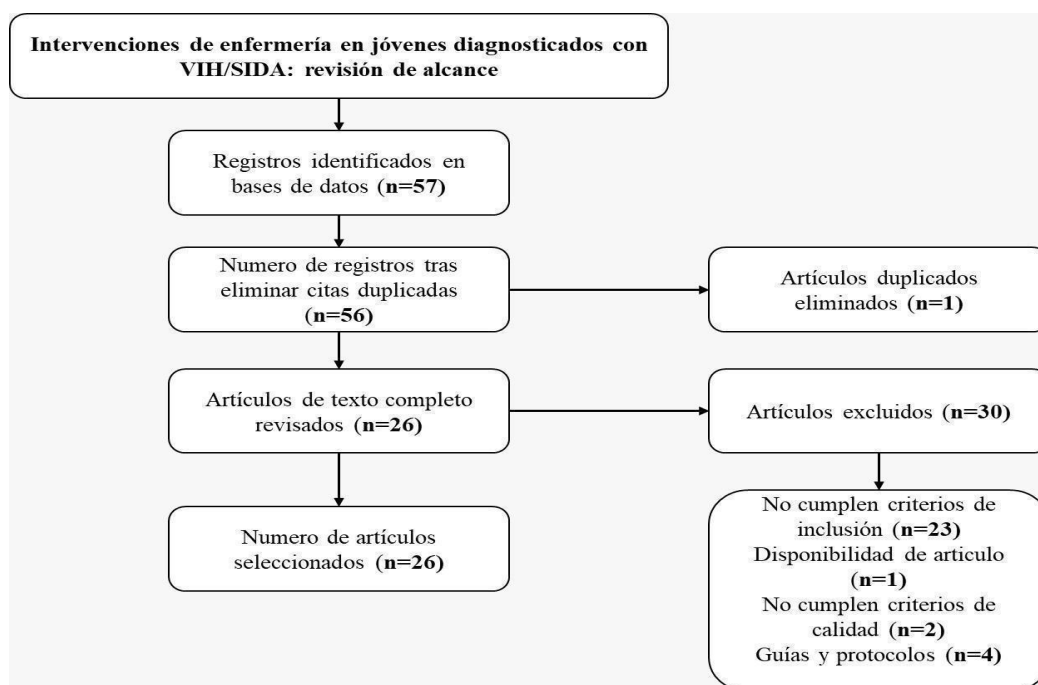 Intervenciones de enfermería en jóvenes diagnosticados con
VIH/SIDA: revisión de alcance
Registros identificados en
bases de datos (n=57)
Numero de registros tras
eliminar citas duplicadas
(n=56)
Artículos duplicados
eliminados (n=1)
Artículos de texto completo
revisados (n=26)
Artículos excluidos (n=30)
Numero de artículos
seleccionados (n=26)
No cumplen criterios de
inclusión (n=23)
Disponibilidad de articulo
(n=1)
No cumplen criterios de
calidad (n=2)
Guías y protocolos (n=4)